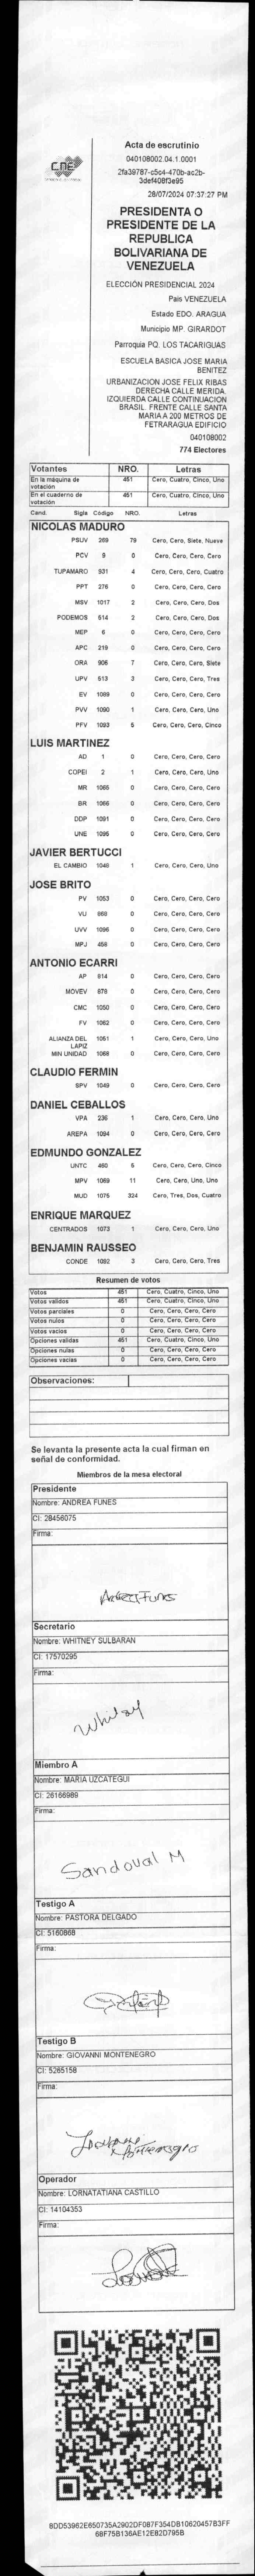 CNE
Acta de escrutinio
040108002.04.1.0001
2fa39787-c5c4-470b-ac2b-
3def408f3e95
28/07/2024 07:37:27 PM
PRESIDENTA O
PRESIDENTE DE LA
REPUBLICA
BOLIVARIANA DE
VENEZUELA
ELECCIÓN PRESIDENCIAL 2024
País VENEZUELA
Estado EDO. ARAGUA
Municipio MP. GIRARDOT
Parroquia PQ. LOS TACARIGUAS
ESCUELA BASICA JOSE MARIA
BENITEZ
URBANIZACION JOSE FELIX RIBAS
DERECHA CALLE MERIDA.
IZQUIERDA CALLE CONTINUACION
BRASIL. FRENTE CALLE SANTA
MARIA A 200 METROS DE
FETRARAGUA EDIFICIO
040108002
774 Electores
Votantes NRO. Letras
En la máquina de votación 451 Cero, Cuatro, Cinco, Uno
En el cuaderno de votación 451 Cero, Cuatro, Cinco, Uno
Cand. Sigla Código NRO. Letras
NICOLAS MADURO
PSUV 269 79 Cero, Cero, Siete, Nueve
PCV 9 0 Cero, Cero, Cero, Cero
TUPAMARO 931 4 Cero, Cero, Cero, Cuatro
PPT 276 0 Cero, Cero, Cero, Cero
MSV 1017 2 Cero, Cero, Cero, Dos
PODEMOS 514 2 Cero, Cero, Cero, Dos
MEP 6 0 Cero, Cero, Cero, Cero
APC 219 0 Cero, Cero, Cero, Cero
ORA 906 7 Cero, Cero, Cero, Siete
UPV 513 3 Cero, Cero, Cero, Tres
EV 1089 0 Cero, Cero, Cero, Cero
PVV 1090 1 Cero, Cero, Cero, Uno
PFV 1093 5 Cero, Cero, Cero, Cinco
LUIS MARTINEZ
AD 1 0 Cero, Cero, Cero, Cero
COPEI 2 1 Cero, Cero, Cero, Uno
MR 1065 0 Cero, Cero, Cero, Cero
BR 1066 0 Cero, Cero, Cero, Cero
DDP 1091 0 Cero, Cero, Cero, Cero
UNE 1095 0 Cero, Cero, Cero, Cero
JAVIER BERTUCCI
EL CAMBIO 1048 1 Cero, Cero, Cero, Uno
JOSE BRITO
PV 1053 0 Cero, Cero, Cero, Cero
VU 668 0 Cero, Cero, Cero, Cero
UVV 1096 0 Cero, Cero, Cero, Cero
MPJ 458 0 Cero, Cero, Cero, Cero
ANTONIO ECARRI
AP 814 0 Cero, Cero, Cero, Cero
MOVEV 878 0 Cero, Cero, Cero, Cero
CMC 1050 0 Cero, Cero, Cero, Cero
FV 1062 0 Cero, Cero, Cero, Cero
ALIANZA DEL LAPIZ 1051 1 Cero, Cero, Cero, Uno
MIN UNIDAD 1068 0 Cero, Cero, Cero, Cero
CLAUDIO FERMIN
SPV 1049 0 Cero, Cero, Cero, Cero
DANIEL CEBALLOS
VPA 236 1 Cero, Cero, Cero, Uno
AREPA 1094 0 Cero, Cero, Cero, Cero
EDMUNDO GONZALEZ
UNTC 460 5 Cero, Cero, Cero, Cinco
MPV 1069 11 Cero, Cero, Uno, Uno
MUD 1075 324 Cero, Tres, Dos, Cuatro
ENRIQUE MARQUEZ
CENTRADOS 1073 1 Cero, Cero, Cero, Uno
BENJAMIN RAUSSEO
CONDE 1092 3 Cero, Cero, Cero, Tres
Resumen de votos
Votos 451 Cero, Cuatro, Cinco, Uno
Votos validos 451 Cero, Cuatro, Cinco, Uno
Votos parciales 0 Cero, Cero, Cero, Cero
Votos nulos 0 Cero, Cero, Cero, Cero
Votos vacios 0 Cero, Cero, Cero, Cero
Opciones validas 451 Cero, Cuatro, Cinco, Uno
Opciones nulas 0 Cero, Cero, Cero, Cero
Opciones vacias 0 Cero, Cero, Cero, Cero
Observaciones:
Se levanta la presente acta la cual firman en
señal de conformidad.
Miembros de la mesa electoral
Presidente
Nombre: ANDREA FUNES
CI: 28456075
Firma:
Andrea Funes
Secretario
Nombre: WHITNEY SULBARAN
CI: 17570295
Firma:
Miembro A
Nombre: MARIA UZCATEGUI
CI: 26166989
Firma:
Sandoval M
Testigo A
Nombre: PASTORA DELGADO
CI: 5160868
Firma:
Testigo B
Nombre: GIOVANNI MONTENEGRO
CI: 5265158
Firma:
Operador
Nombre: LORNATATIANA CASTILLO
CI: 14104353
Firma:
8DD53962E650735A2902DF087F354DB10620457B3FF
68F75B136AE12E82D795B